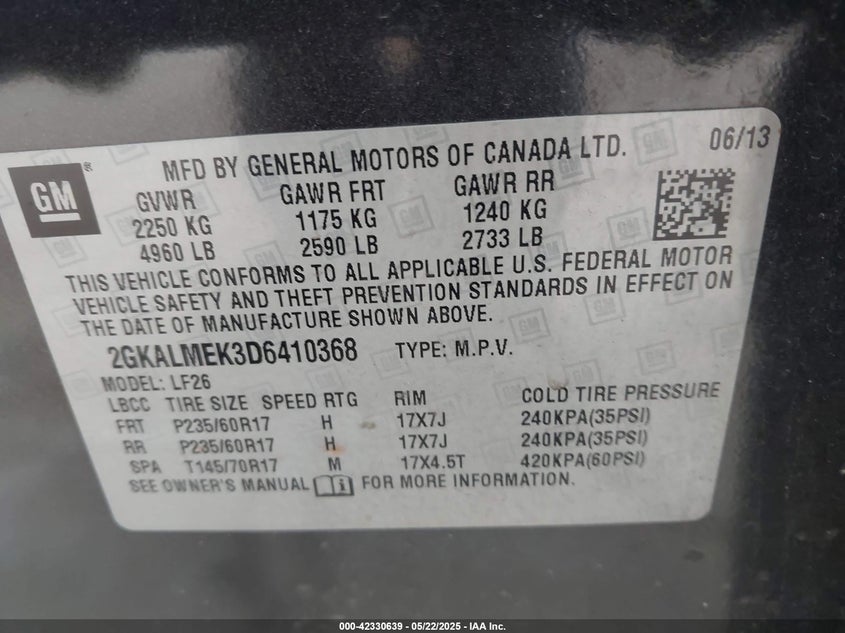 GM ®
MFD BY GENERAL MOTORS OF CANADA LTD. 06/13
GVWR GAWR FRT GAWR RR
2250 KG 1175 KG 1240 KG
4960 LB 2590 LB 2733 LB
THIS VEHICLE CONFORMS TO ALL APPLICABLE U.S. FEDERAL MOTOR
VEHICLE SAFETY AND THEFT PREVENTION STANDARDS IN EFFECT ON
THE DATE OF MANUFACTURE SHOWN ABOVE.
2GKALMEK3D6410368 TYPE: M.P.V.
MODEL: LF26
LBCC TIRE SIZE SPEED RTG RIM COLD TIRE PRESSURE
FRT P235/60R17 H 17X7J 240KPA(35PSI)
RR P235/60R17 H 17X7J 240KPA(35PSI)
SPA T145/70R17 M 17X4.5T 420KPA(60PSI)
SEE OWNER'S MANUAL i FOR MORE INFORMATION.
000-42330639 - 05/22/2025 - IAA Inc.